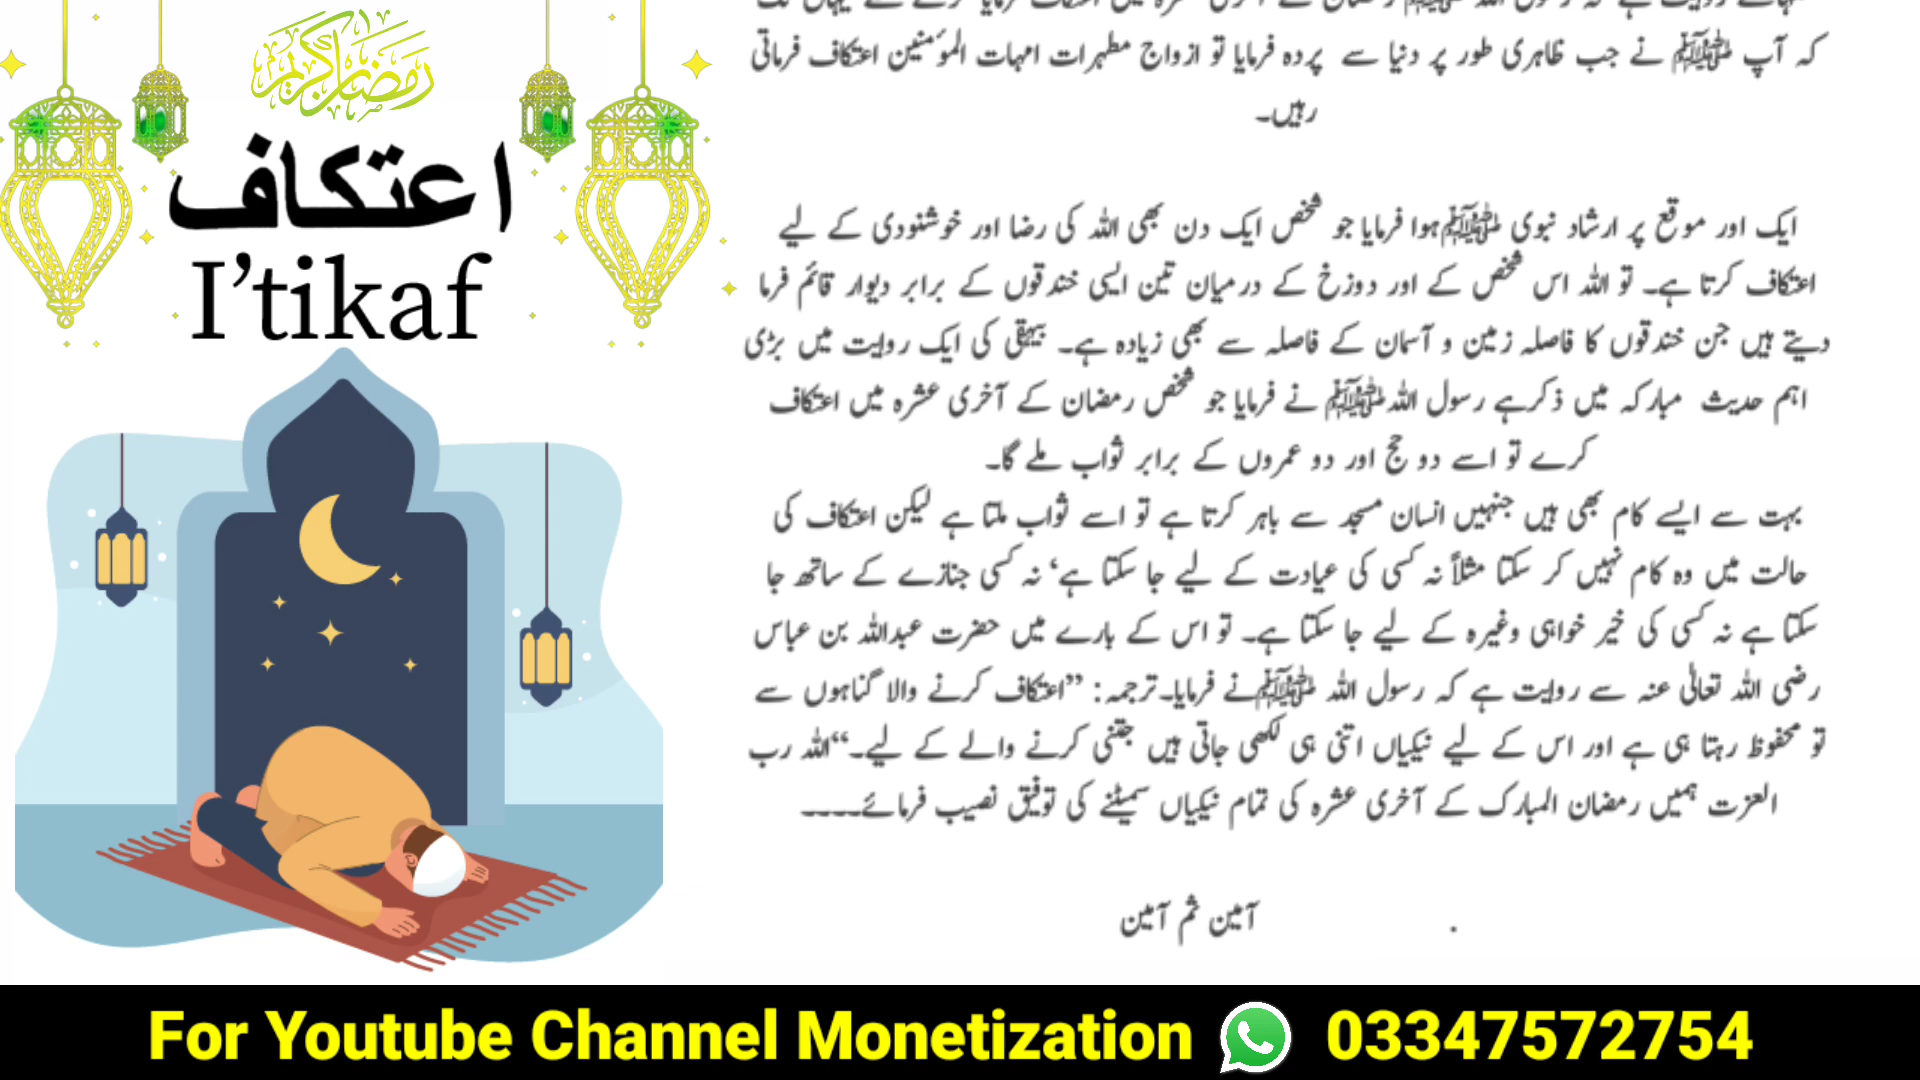 رمضان كريم
اعتکاف
I'tikaf
کہ آپ ﷺ نے جب ظاہری طور پر دنیا سے پردہ فرمایا تو ازواج مطہرات امہات المؤمنین اعتکاف فرماتی
رہیں۔
ایک اور موقع پر ارشاد نبوی ﷺہوا فرمایا جو شخص ایک دن بھی اللہ کی رضا اور خوشنودی کے لیے
اعتکاف کرتا ہے۔ تو اللہ اس شخص کے اور دوزخ کے درمیان تین ایسی خندقوں کے برابر دیوار قائم فرما
دیتے ہیں جن خندقوں کا فاصلہ زمین و آسمان کے فاصلہ سے بھی زیادہ ہے۔ بیہقی کی ایک روایت میں بڑی
اہم حدیث مبارکہ میں ذکرہے رسول اللہﷺ نے فرمایا جو شخص رمضان کے آخری عشرہ میں اعتکاف
کرے تو اسے دو حج اور دو عمروں کے برابر ثواب ملے گا۔
بہت سے ایسے کام بھی ہیں جنہیں انسان مسجد سے باہر کرتا ہے تو اسے ثواب ملتا ہے لیکن اعتکاف کی
حالت میں وہ کام نہیں کر سکتا مثلاً نہ کسی کی عیادت کے لیے جا سکتا ہے‘ نہ کسی جنازے کے ساتھ جا
سکتا ہے نہ کسی کی خیر خواہی وغیرہ کے لیے جا سکتا ہے۔ تو اس کے بارے میں حضرت عبداللہ بن عباس
رضی اللہ تعالٰی عنہ سے روایت ہے کہ رسول اللہ ﷺنے فرمایا۔ترجمہ: ’’اعتکاف کرنے والا گناہوں سے
تو محفوظ رہتا ہی ہے اور اس کے لیے نیکیاں اتنی ہی لکھی جاتی ہیں جتنی کرنے والے کے لیے۔‘‘اللہ رب
العزت ہمیں رمضان المبارک کے آخری عشرہ کی تمام نیکیاں سمیٹنے کی توفیق نصیب فرمائے۔۔۔۔
. آمین ثم آمین
For Youtube Channel Monetization 03347572754